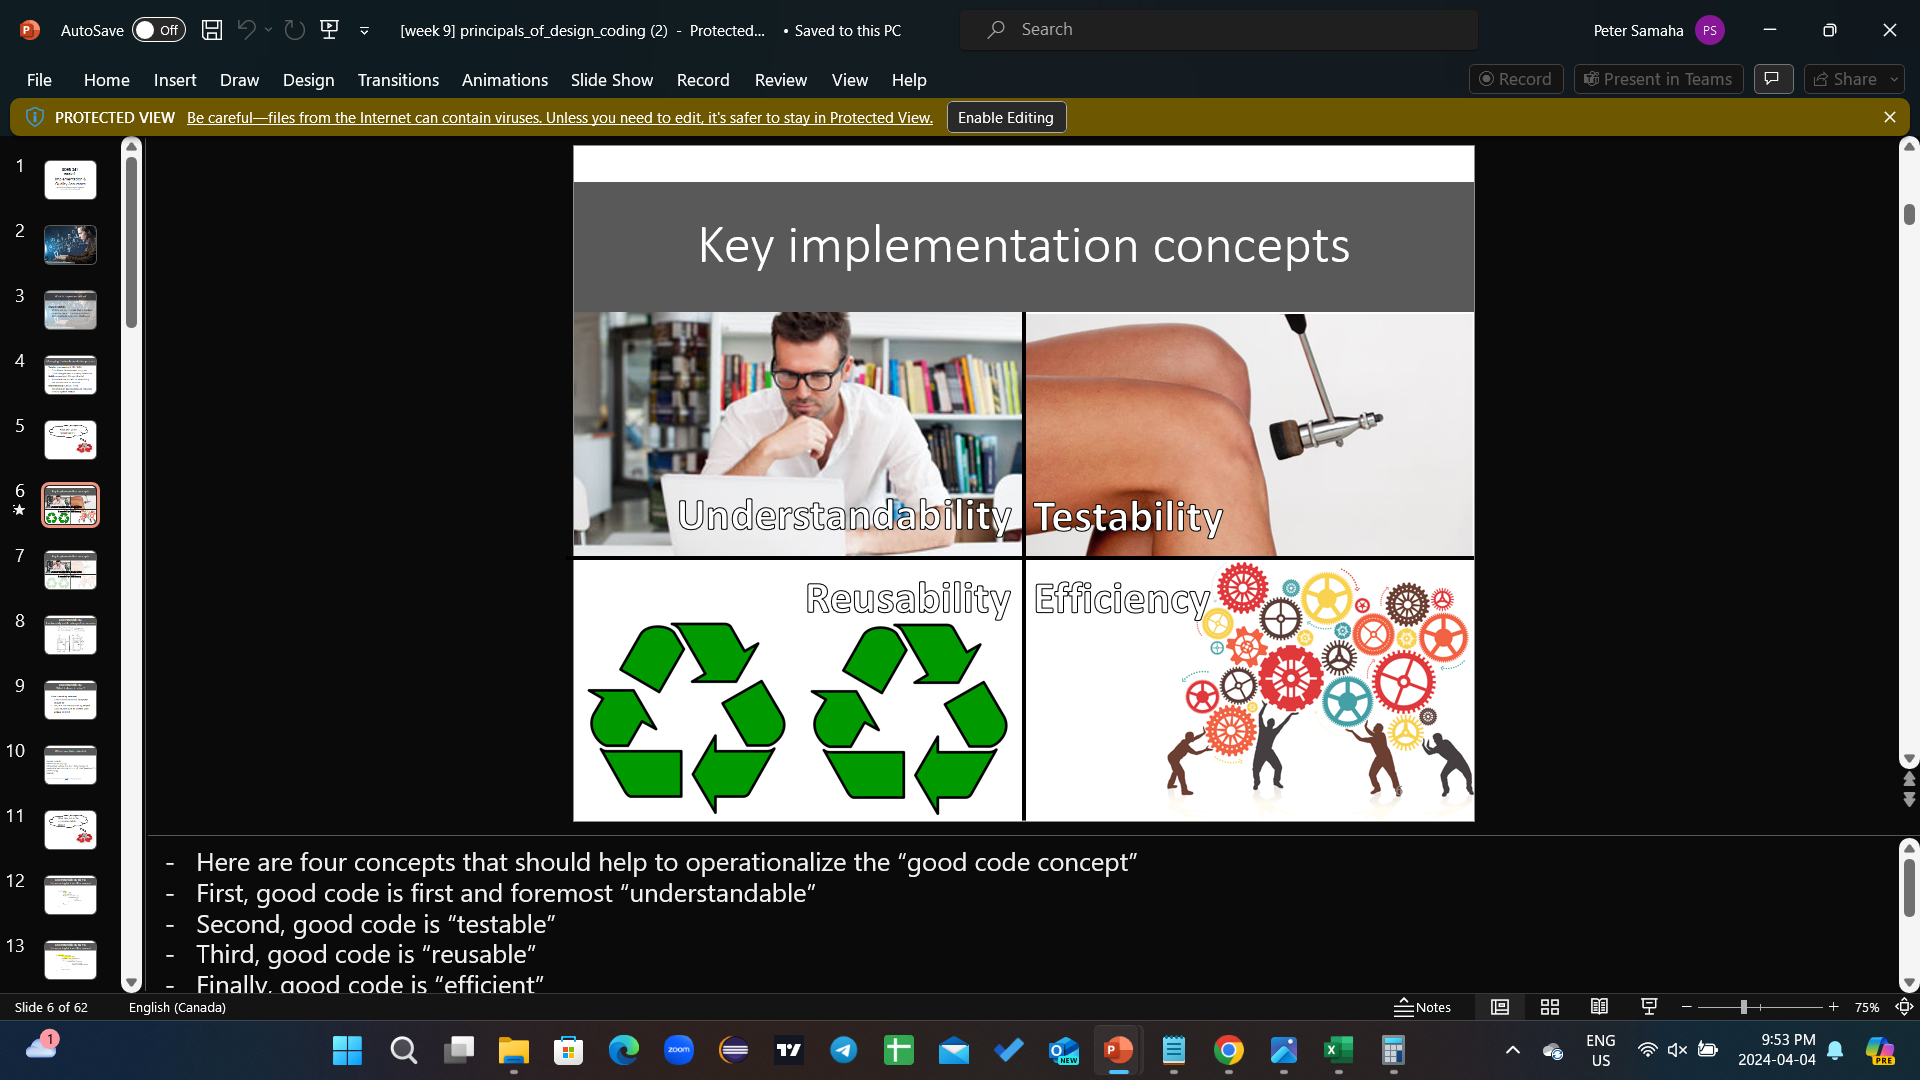 AutoSave Off [week 9] principals_of_design_coding (2) - Protected... • Saved to this PC Search Peter Samaha PS
File Home Insert Draw Design Transitions Animations Slide Show Record Review View Help Record Present in Teams Share
PROTECTED VIEW Be careful—files from the Internet can contain viruses. Unless you need to edit, it's safer to stay in Protected View. Enable Editing
1
2
3
4
5
6
7
8
9
10
11
12
13
Key implementation concepts
Understandability
Testability
Reusability
Efficiency
- Here are four concepts that should help to operationalize the “good code concept”
- First, good code is first and foremost “understandable”
- Second, good code is “testable”
- Third, good code is “reusable”
- Finally, good code is “efficient”
Slide 6 of 62 English (Canada) Notes 75%
1 zoom NEW ENG 9:53 PM PRE
US 2024-04-04